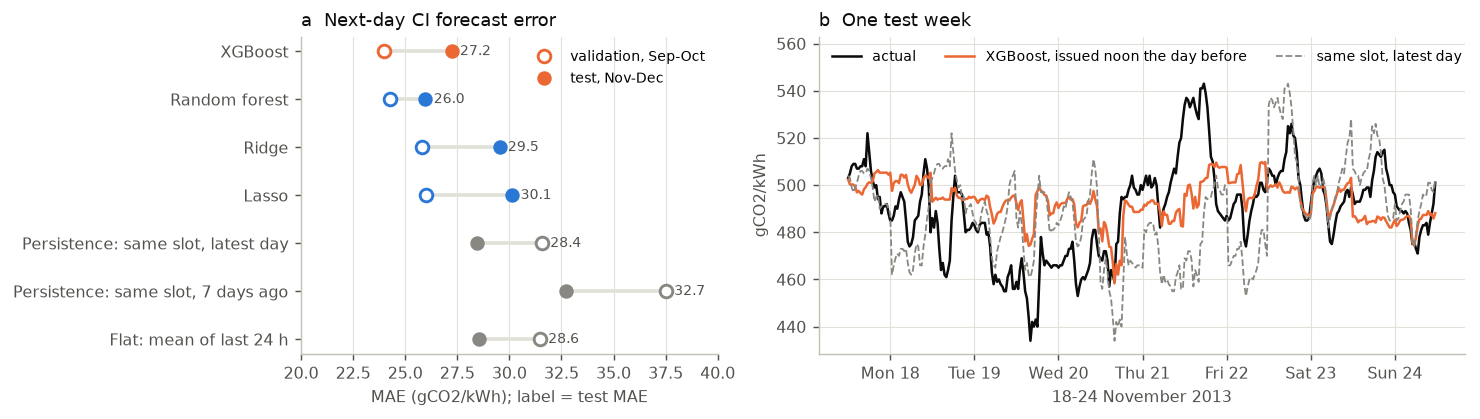 a Next-day CI forecast error
XGBoost
Random forest
Ridge
Lasso
Persistence: same slot, latest day
Persistence: same slot, 7 days ago
Flat: mean of last 24 h
27.2
26.0
29.5
30.1
28.4
32.7
28.6
validation, Sep-Oct
test, Nov-Dec
20.0 22.5 25.0 27.5 30.0 32.5 35.0 37.5 40.0
MAE (gCO2/kWh); label = test MAE
b One test week
actual XGBoost, issued noon the day before same slot, latest day
gCO2/kWh
560
540
520
500
480
460
440
Mon 18 Tue 19 Wed 20 Thu 21 Fri 22 Sat 23 Sun 24
18-24 November 2013